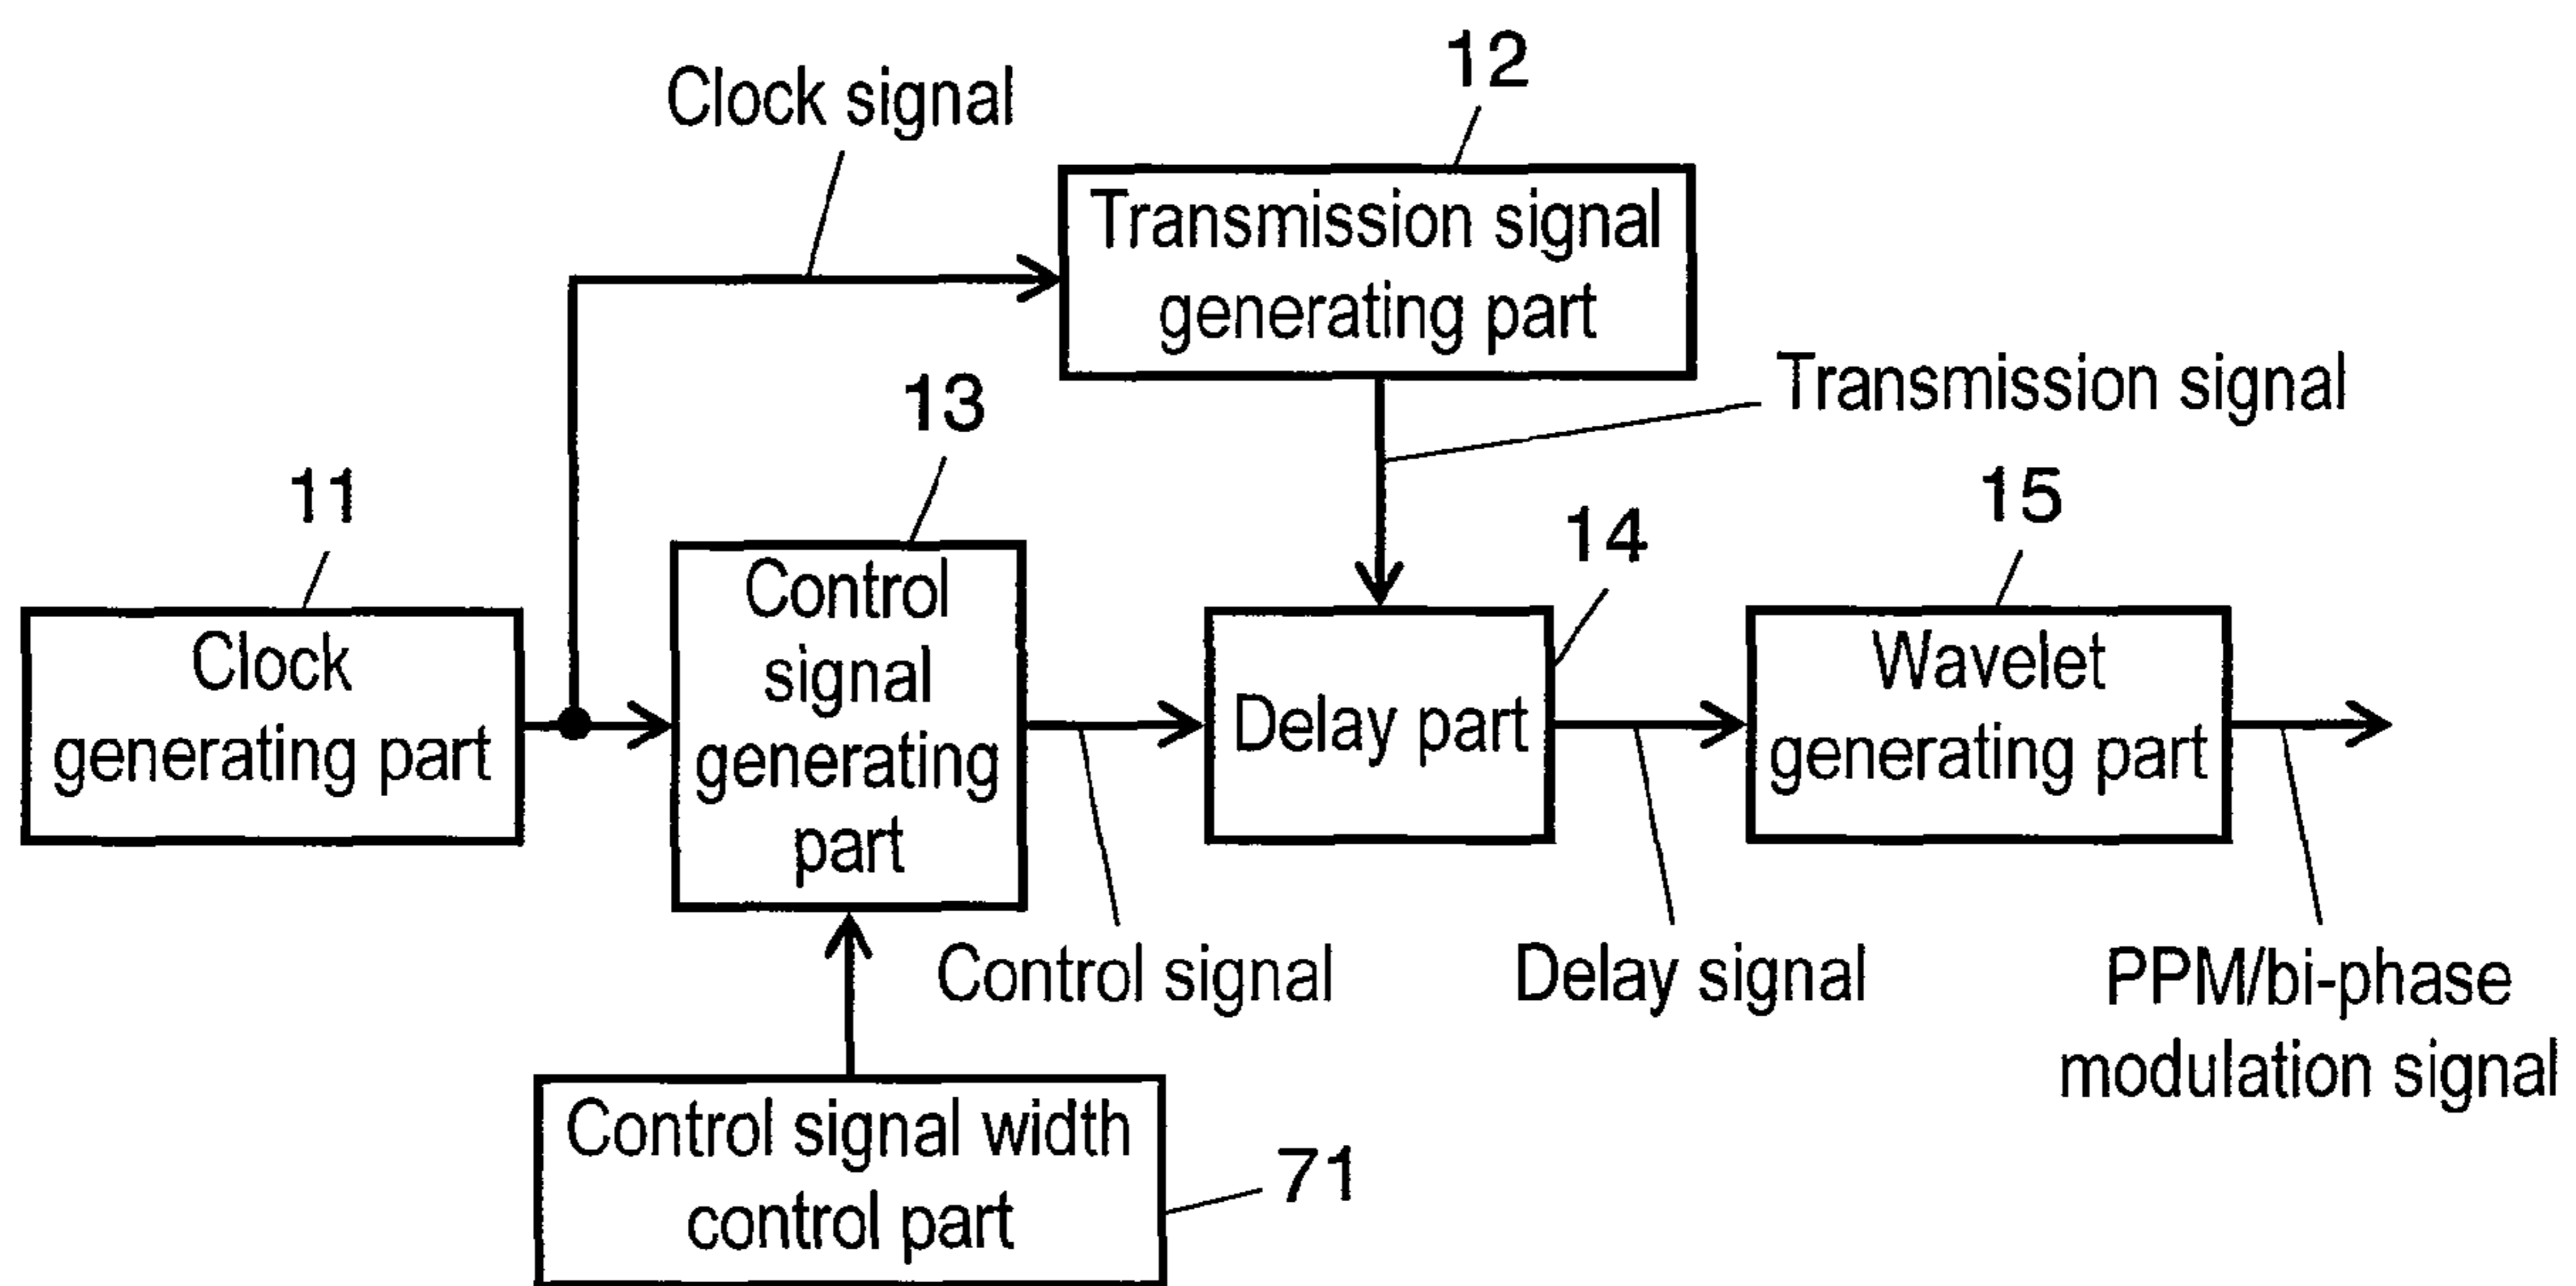 12
Clock signal
Transmission signal
generating part
Transmission signal
13
11
15
14
Control
signal
generating
part
Clock
generating part
Delay part
Wavelet
generating part
Control signal
Delay signal
PPM/bi-phase
modulation signal
Control signal width
control part
71